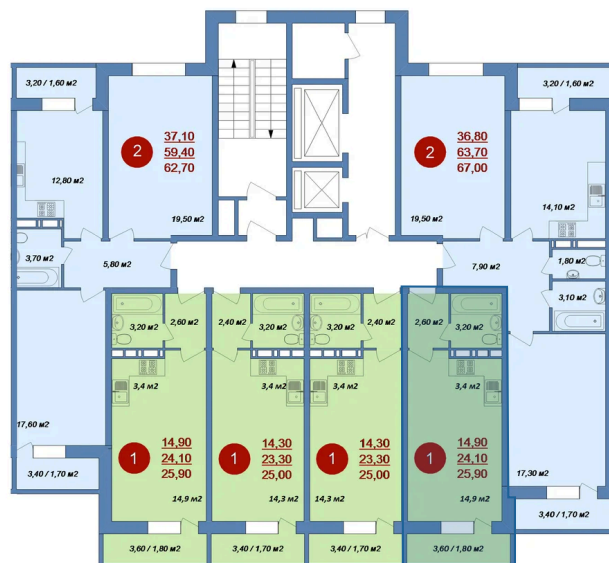 3,20 / 1,60 м2
3,20 / 1,60 м2
2
37,10
59,40
62,70
2
36,80
63,70
67,00
12,80 м2
19,50 м2
19,50 м2
14,10 м2
3,70 м2
5,80 м2
7,90 м2
1,80 м2
3,10 м2
3,20 м2
2,60 м2
2,40 м2
3,20 м2
3,20 м2
2,40 м2
2,60 м2
3,20 м2
3,4 м2
3,4 м2
3,4 м2
3,4 м2
17,60 м2
1
14,90
24,10
25,90
1
14,30
23,30
25,00
1
14,30
23,30
25,00
1
14,90
24,10
25,90
17,30 м2
3,40 / 1,70 м2
14,9 м2
14,3 м2
14,3 м2
14,9 м2
3,40 / 1,70 м2
3,60 / 1,80 м2
3,40 / 1,70 м2
3,40 / 1,70 м2
3,60 / 1,80 м2